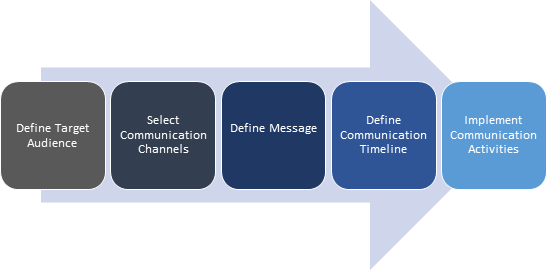 Define Target
Audience
Select
Communication
Channels
Define Message
Define
Communication
Timeline
Implement
Communication
Activities